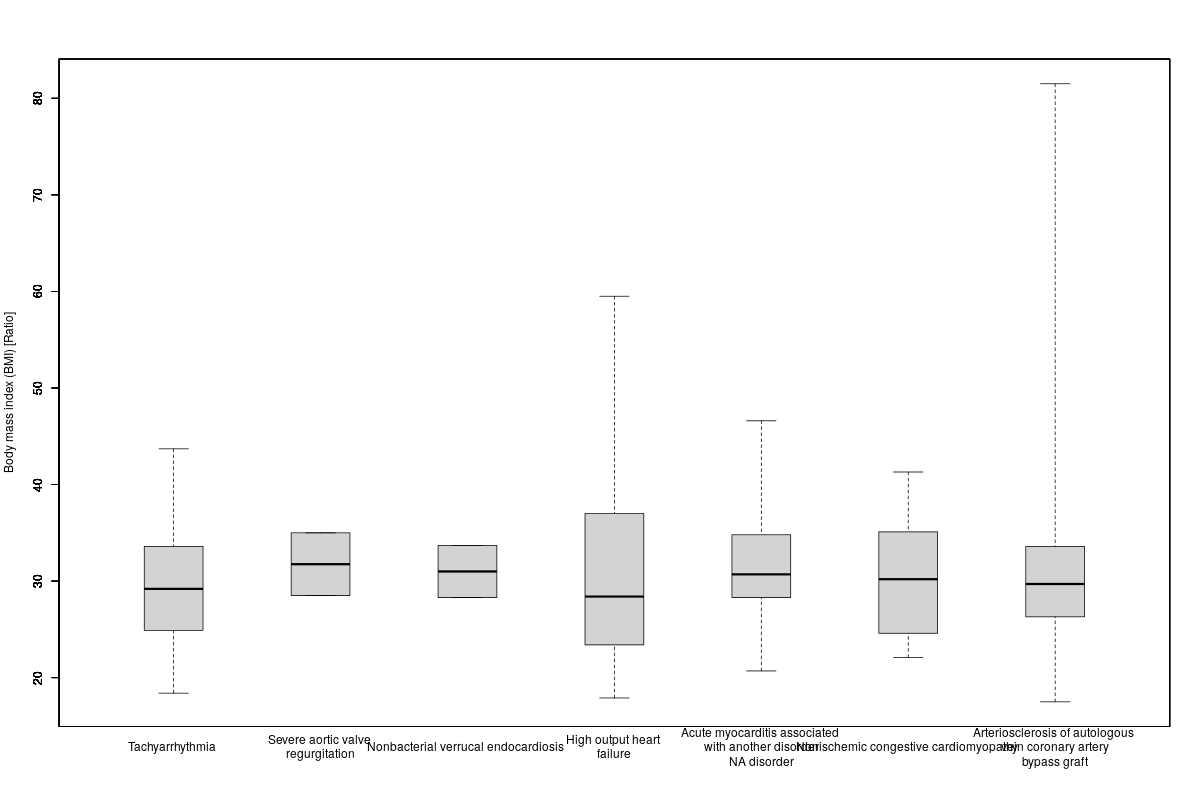 80
70
60
50
40
30
20
Body mass index (BMI) [Ratio]
Tachyarrhythmia
Severe aortic valve
regurgitation
Nonbacterial verrucal endocardiosis
High output heart
failure
Acute myocarditis associated
with another disorder
NA disorder
Nonischemic congestive cardiomyopathy
Arteriosclerosis of autologous
vein coronary artery
bypass graft